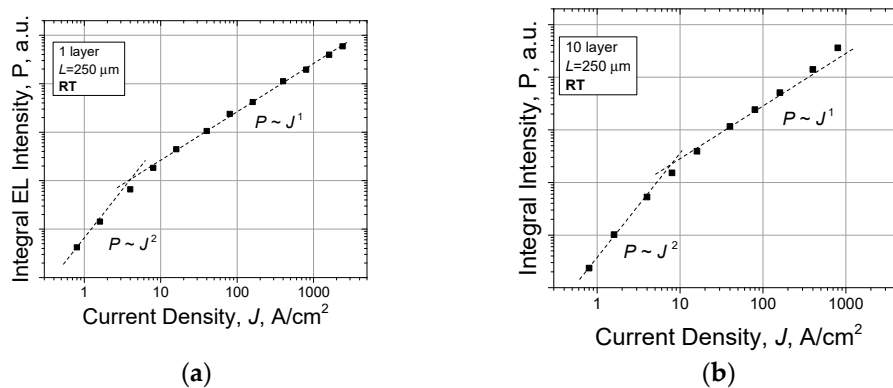 Integral EL Intensity, P, a.u.
1 layer
L=250 μm
RT
P ~ J¹
P ~ J²
1 10 100 1000
Current Density, J, A/cm²
(a)
Integral Intensity, P, a.u.
10 layer
L=250 μm
RT
P ~ J¹
P ~ J²
1 10 100 1000
Current Density, J, A/cm²
(b)